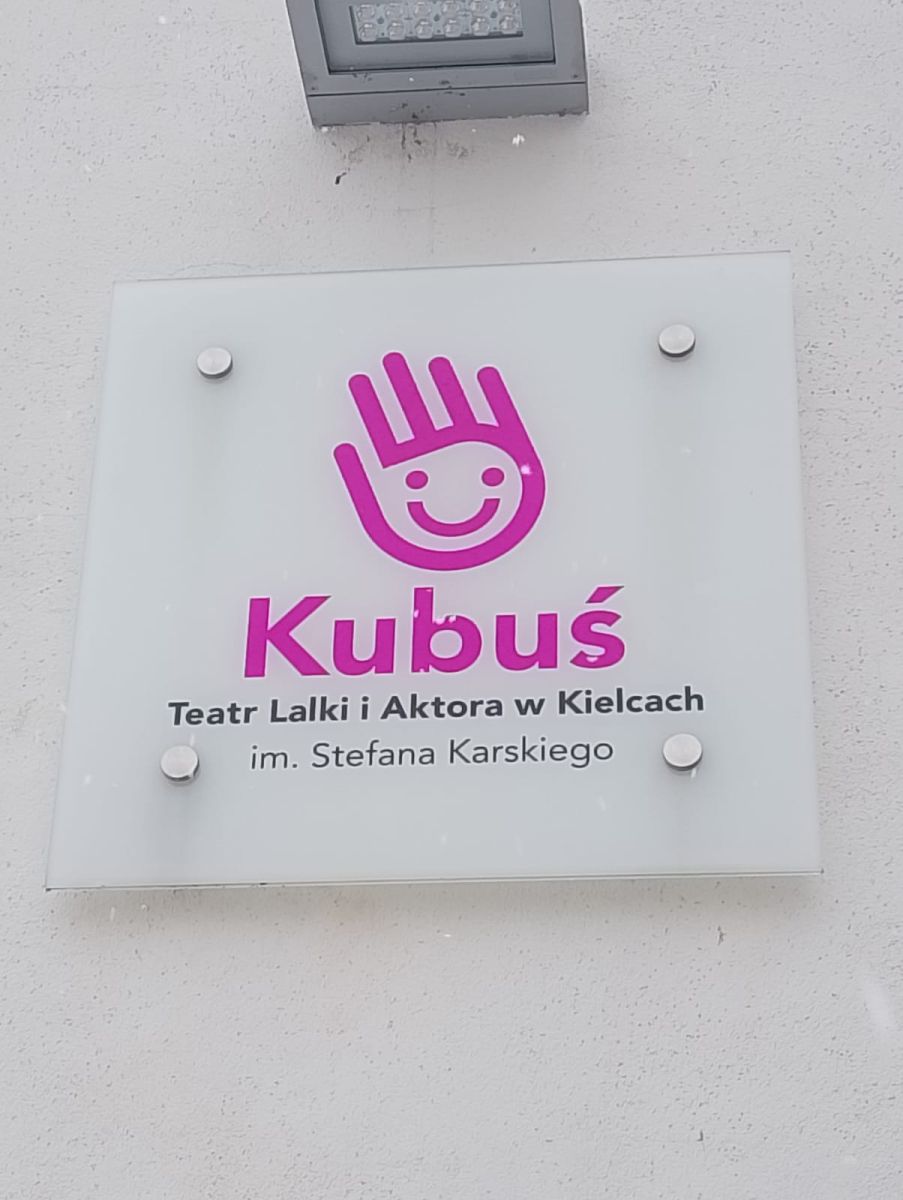 Kubuś
Teatr Lalki i Aktora w Kielcach
im. Stefana Karskiego